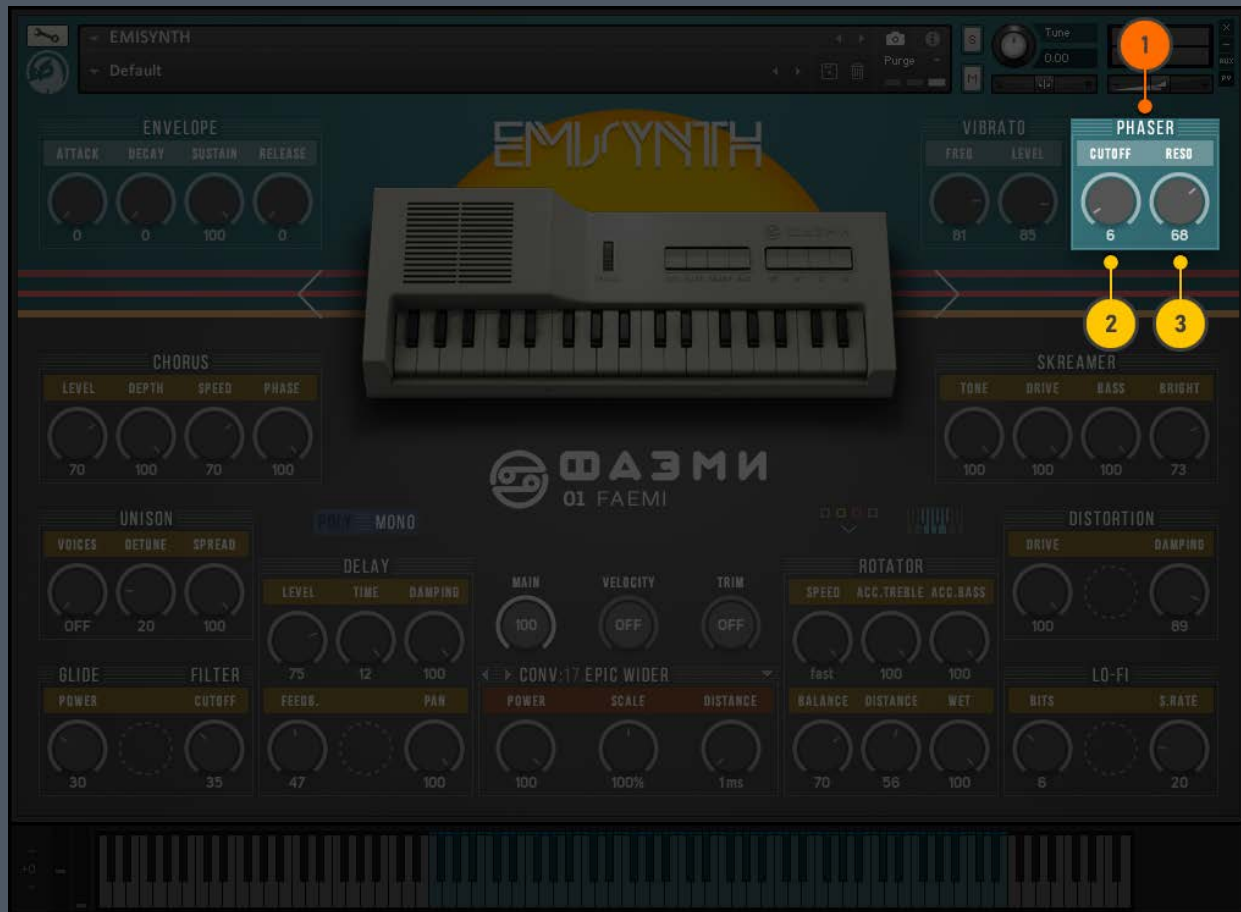 EMISYNTH
Default
Purge
S
M
Tune
0.00
AUX
PV
1
ENVELOPE
ATTACK DECAY SUSTAIN RELEASE
0 0 100 0
EMISYNTH
VIBRATO
FREQ LEVEL
81 85
PHASER
CUTOFF RESO
6 68
2 3
ФАЭМИ
CHORUS
LEVEL DEPTH SPEED PHASE
70 100 70 100
SKREAMER
TONE DRIVE BASS BRIGHT
100 100 100 73
ФАЭМИ
01 FAEMI
UNISON
VOICES DETUNE SPREAD
OFF 20 100
POLY MONO
DELAY
LEVEL TIME DAMPING
75 12 100
FEEDB. PAN
47 100
MAIN VELOCITY TRIM
100 OFF OFF
ROTATOR
SPEED ACC.TREBLE ACC.BASS
fast 100 100
BALANCE DISTANCE WET
70 56 100
DISTORTION
DRIVE DAMPING
100 89
GLIDE FILTER
POWER CUTOFF
30 35
CONV:17 EPIC WIDER
POWER SCALE DISTANCE
100 100% 1ms
LO-FI
BITS S.RATE
6 20
+0